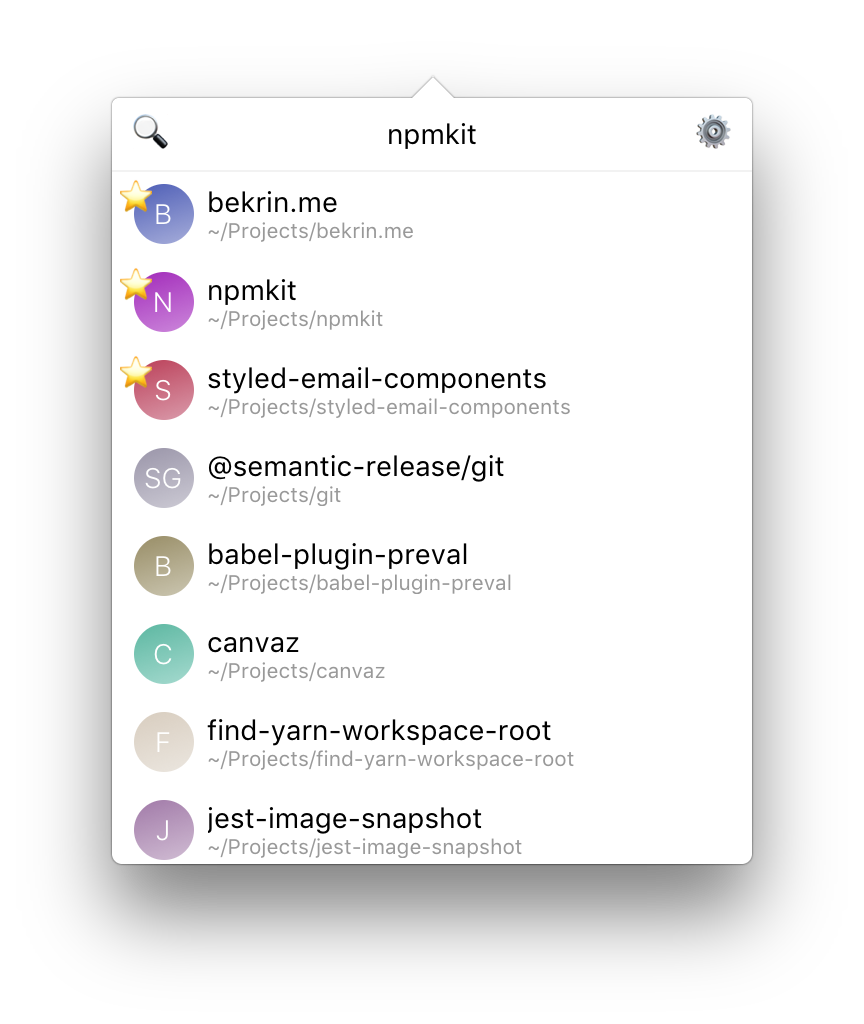 npmkit
B
bekrin.me
~/Projects/bekrin.me
N
npmkit
~/Projects/npmkit
S
styled-email-components
~/Projects/styled-email-components
SG
@semantic-release/git
~/Projects/git
B
babel-plugin-preval
~/Projects/babel-plugin-preval
C
canvaz
~/Projects/canvaz
F
find-yarn-workspace-root
~/Projects/find-yarn-workspace-root
J
jest-image-snapshot
~/Projects/jest-image-snapshot